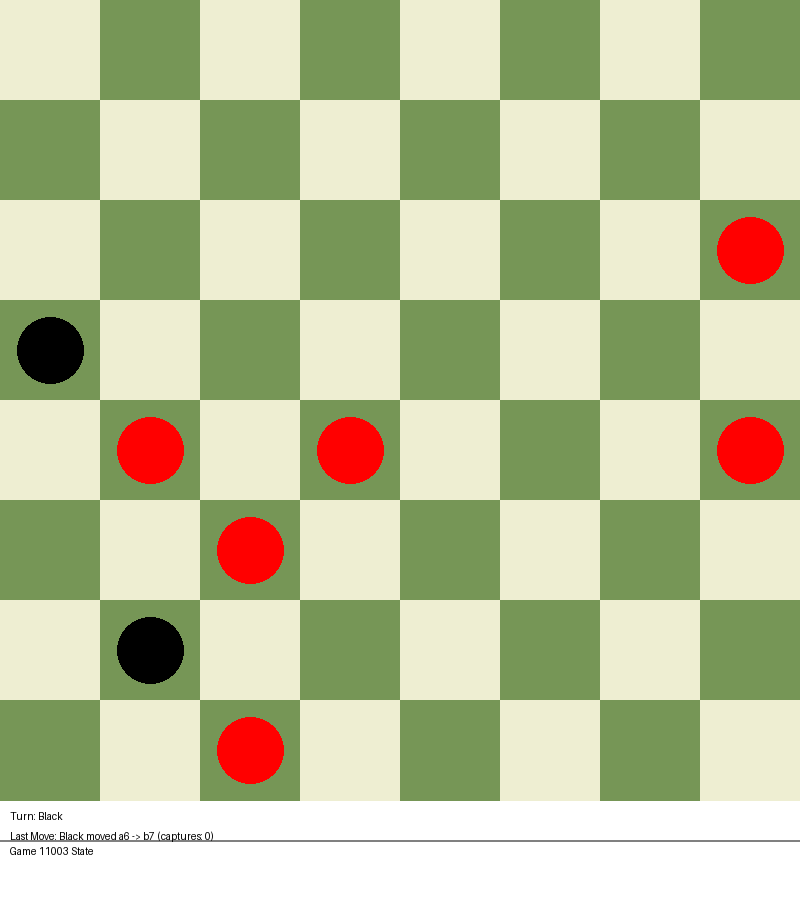 Turn: Black
Last Move: Black moved a6 -> b7 (captures: 0)
Game 11003 State